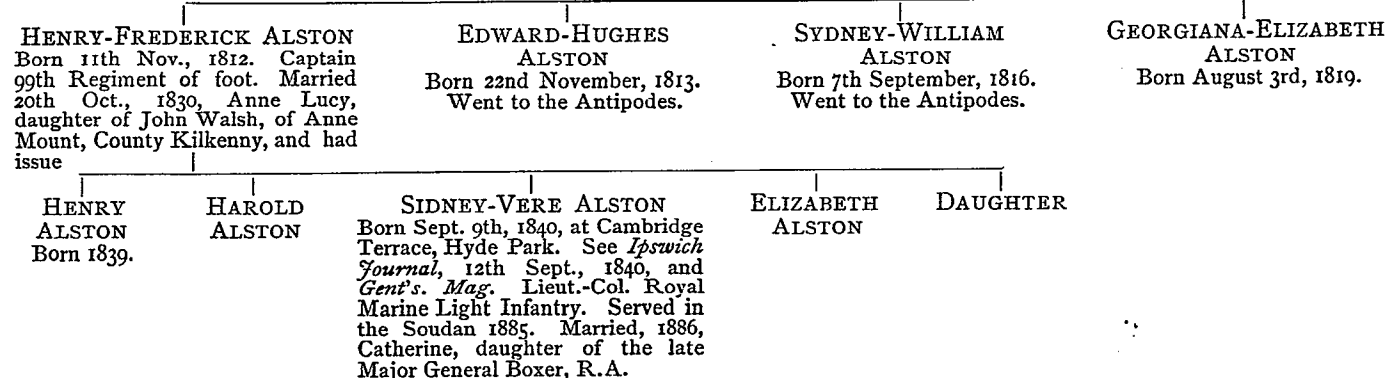 HENRY-FREDERICK ALSTON
Born 11th Nov., 1812. Captain
99th Regiment of foot. Married
20th Oct., 1830, Anne Lucy,
daughter of John Walsh, of Anne
Mount, County Kilkenny, and had
issue
EDWARD-HUGHES
ALSTON
Born 22nd November, 1813.
Went to the Antipodes.
SYDNEY-WILLIAM
ALSTON
Born 7th September, 1816.
Went to the Antipodes.
GEORGIANA-ELIZABETH
ALSTON
Born August 3rd, 1819.
HENRY
ALSTON
Born 1839.
HAROLD
ALSTON
SIDNEY-VERE ALSTON
Born Sept. 9th, 1840, at Cambridge
Terrace, Hyde Park. See Ipswich
Journal, 12th Sept., 1840, and
Gent's. Mag. Lieut.-Col. Royal
Marine Light Infantry. Served in
the Soudan 1885. Married, 1886,
Catherine, daughter of the late
Major General Boxer, R.A.
ELIZABETH
ALSTON
DAUGHTER